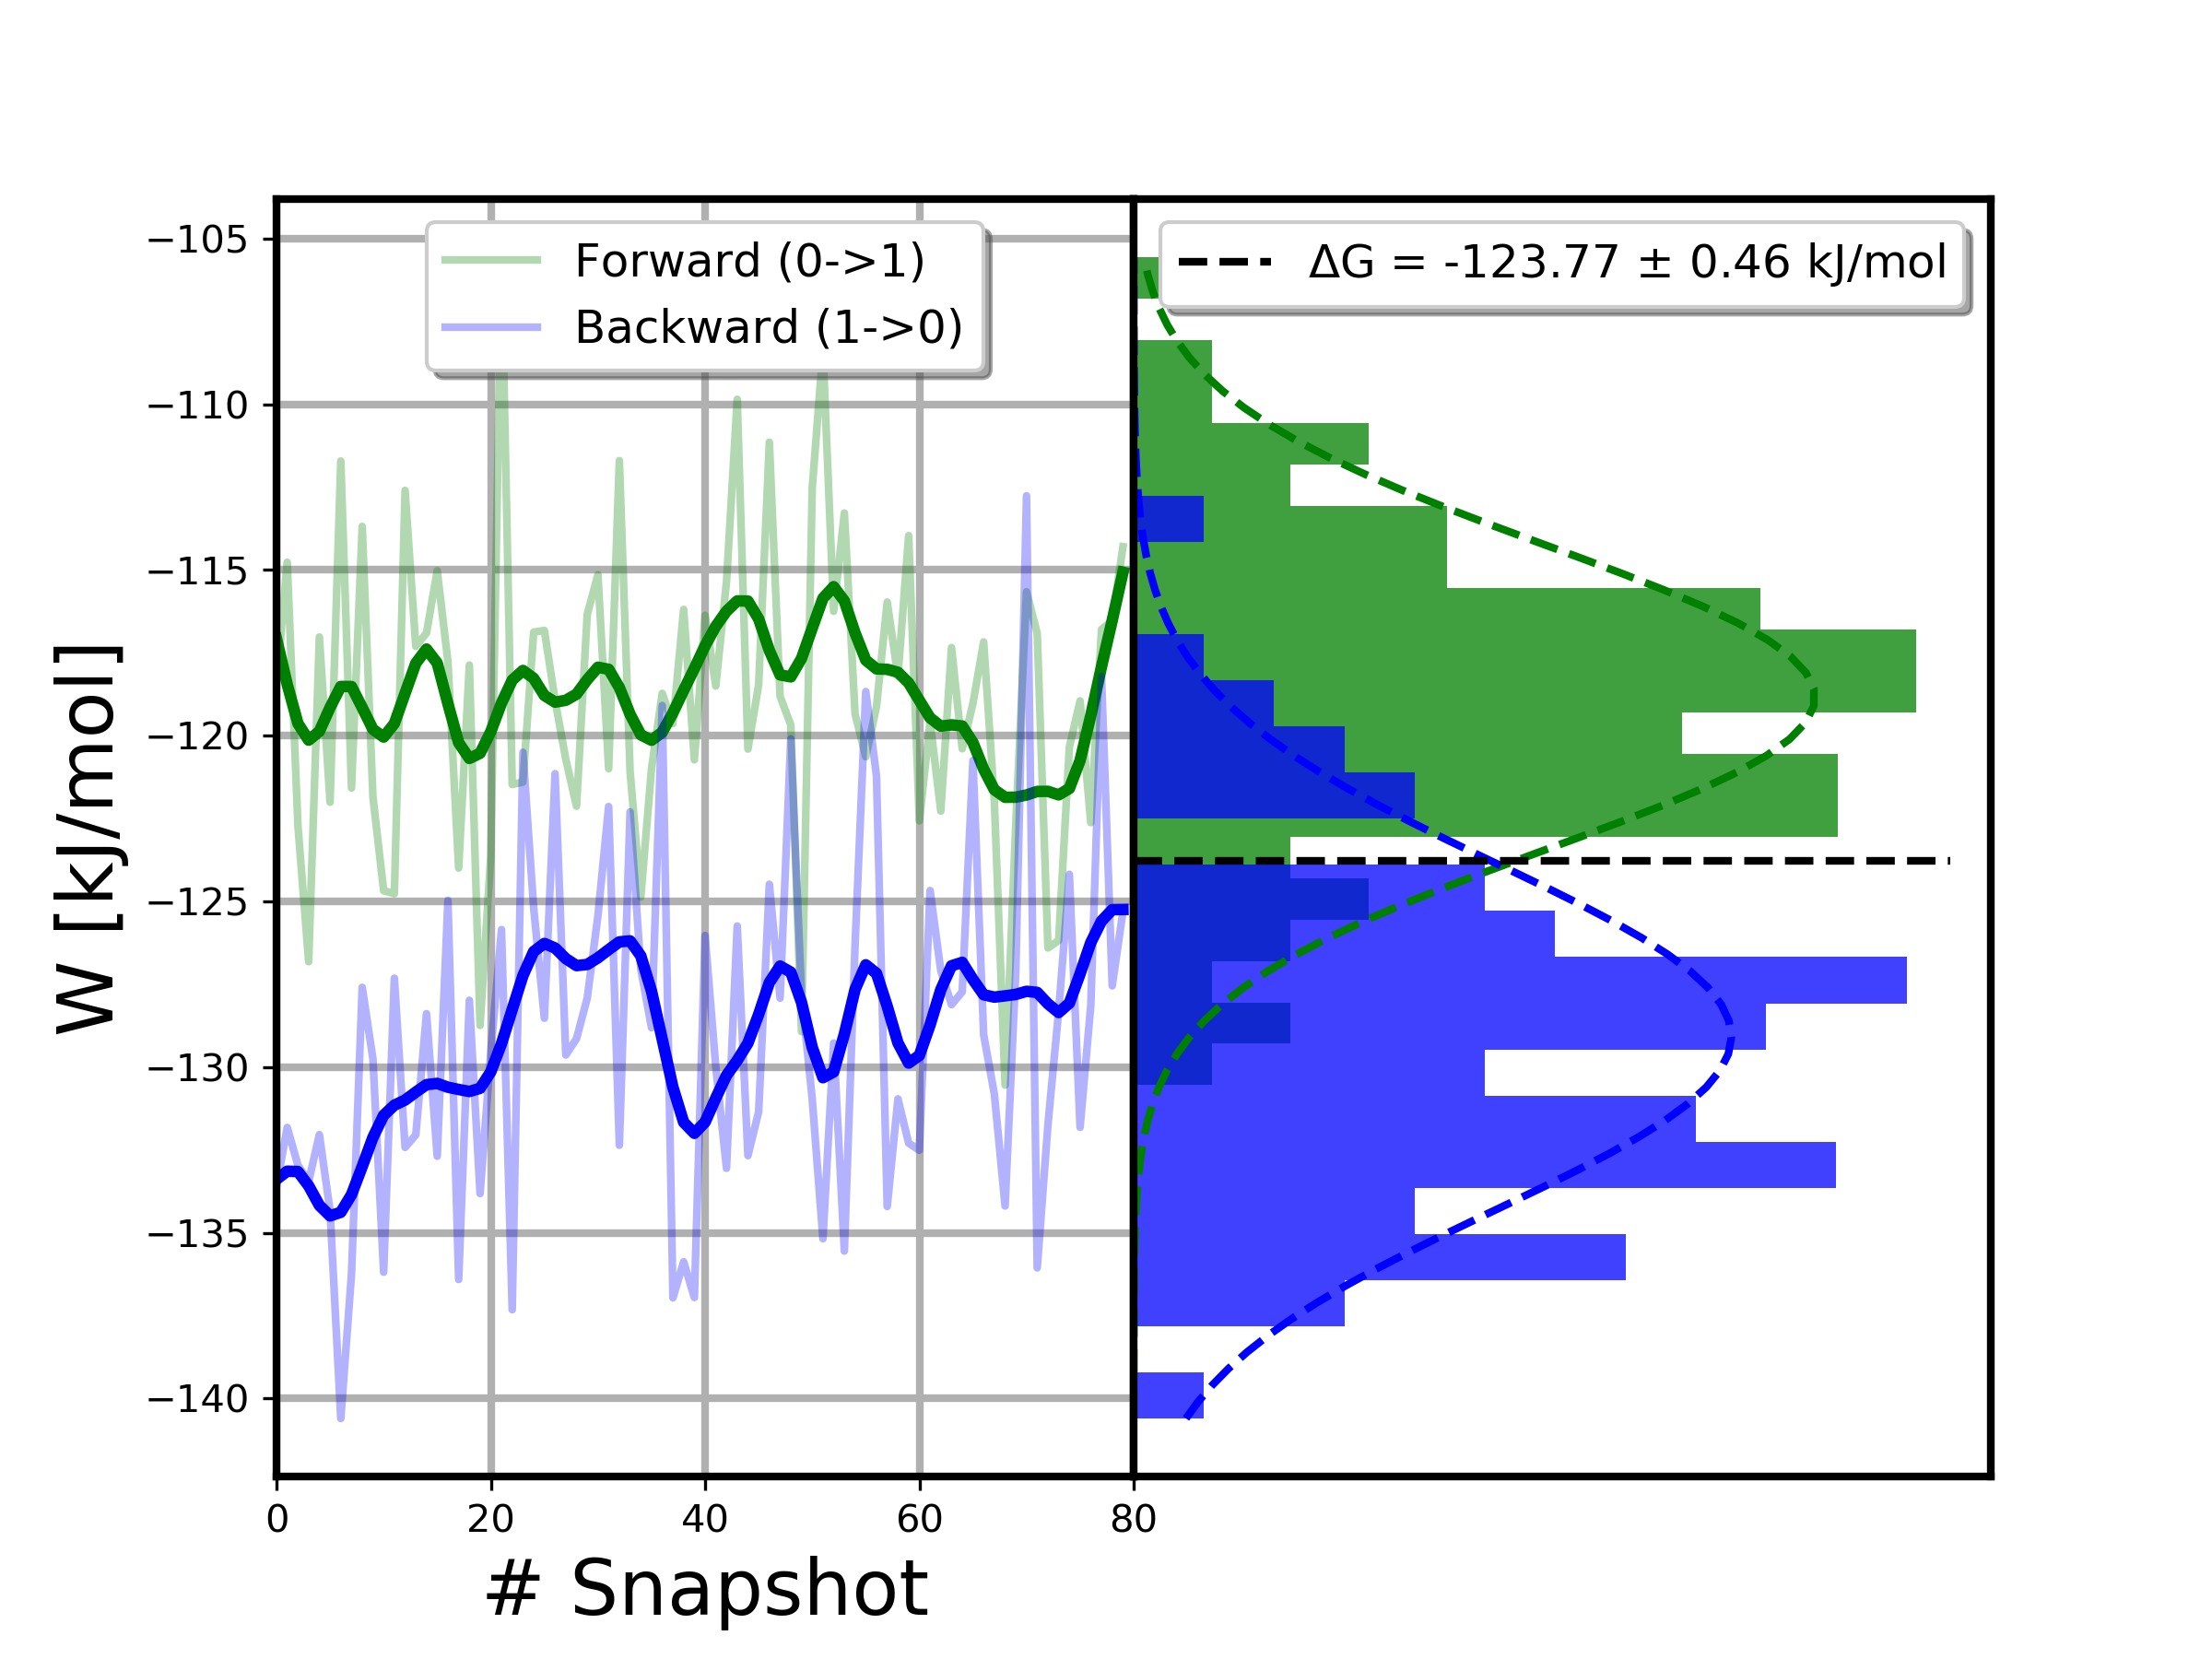 W [kJ/mol]
−105
−110
−115
−120
−125
−130
−135
−140
Forward (0->1)
Backward (1->0)
ΔG = -123.77 ± 0.46 kJ/mol
0 20 40 60 80
# Snapshot